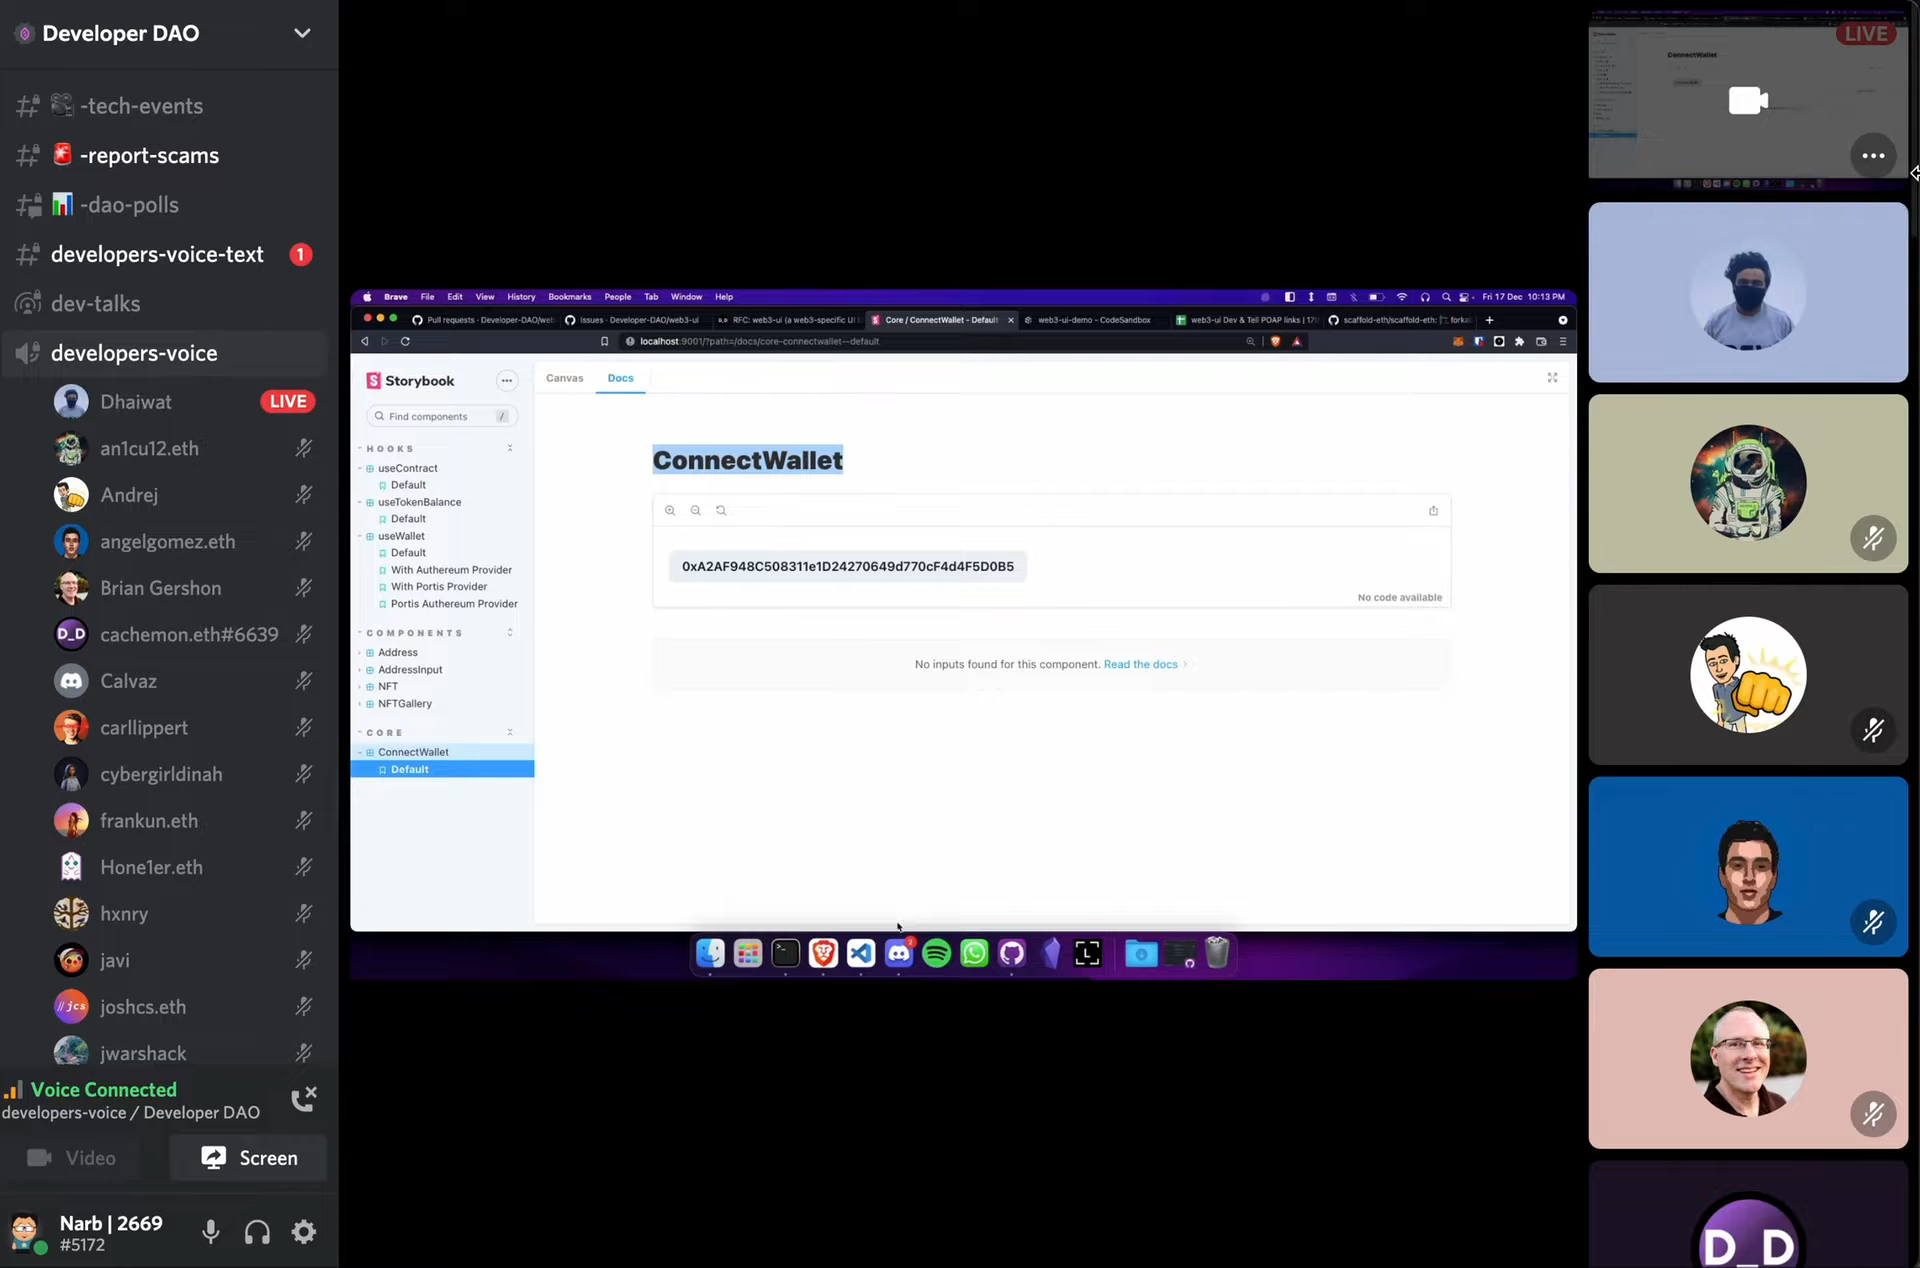 Developer DAO
-tech-events
-report-scams
-dao-polls
developers-voice-text 1
dev-talks
developers-voice
Dhaiwat LIVE
an1cu12.eth
Andrej
angelgomez.eth
Brian Gershon
D_D cachemon.eth#6639
Calvaz
carllippert
cybergirldinah
frankun.eth
Hone1er.eth
hxnry
javi
//jcs joshcs.eth
jwarshack
Voice Connected
developers-voice / Developer DAO
Video Screen
Narb | 2669
#5172
Brave File Edit View History Bookmarks People Tab Window Help Fri 17 Dec 10:13 PM
Pull requests · Developer-DAO/web Issues · Developer-DAO/web3-ui RFC: web3-ui (a web3-specific UI Core / ConnectWallet - Default web3-ui-demo - CodeSandbox web3-ui Dev & Tell POAP links | 17 scaffold-eth/scaffold-eth:
localhost:9001/?path=/docs/core-connectwallet--default
Storybook
Find components /
HOOKS
useContract
Default
useTokenBalance
Default
useWallet
Default
With Authereum Provider
With Portis Provider
Portis Authereum Provider
COMPONENTS
Address
AddressInput
NFT
NFTGallery
CORE
ConnectWallet
Default
Canvas Docs
ConnectWallet
0xA2AF948C508311e1D24270649d770cF4d4F5D0B5
No code available
No inputs found for this component. Read the docs
LIVE
ConnectWallet
D_D